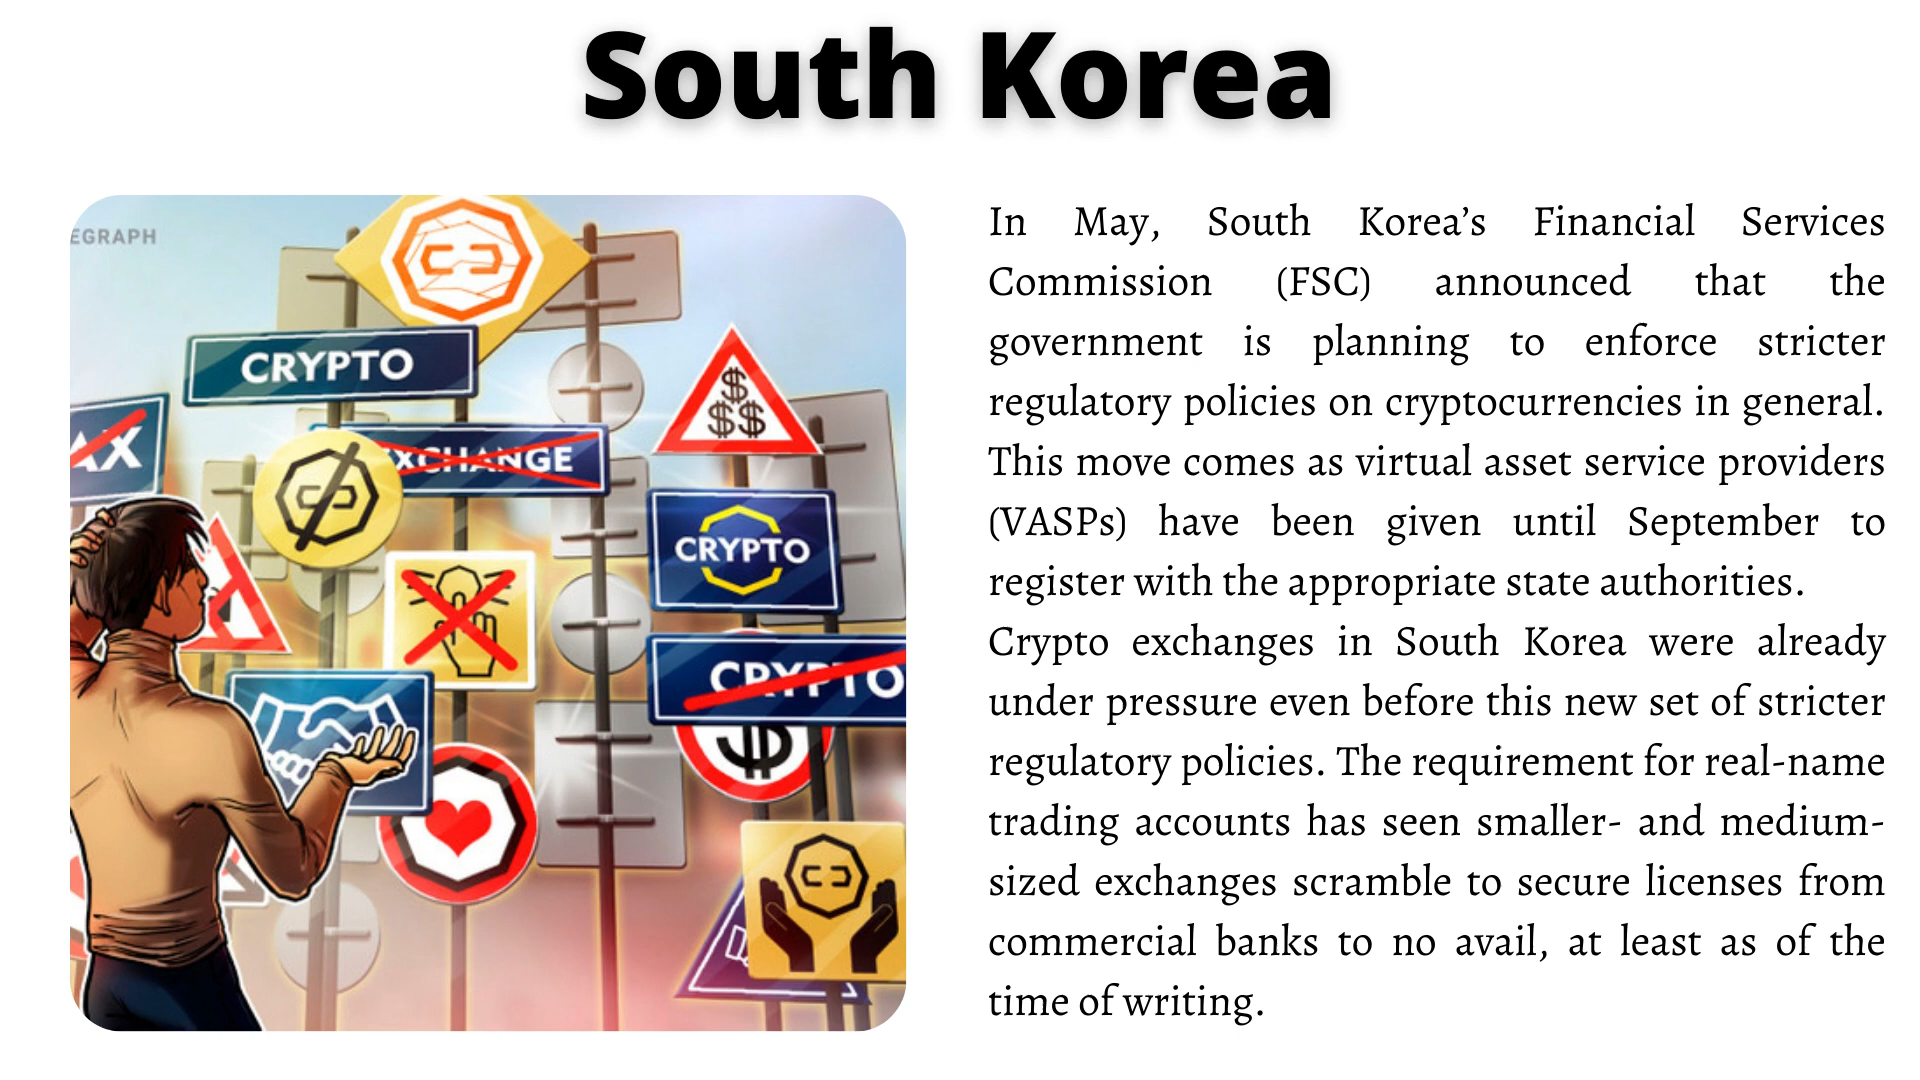 South Korea
EGRAPH
CRYPTO
AX
EXCHANGE
$
$$
CRYPTO
CRYPTO
$
In May, South Korea’s Financial Services
Commission (FSC) announced that the
government is planning to enforce stricter
regulatory policies on cryptocurrencies in general.
This move comes as virtual asset service providers
(VASPs) have been given until September to
register with the appropriate state authorities.
Crypto exchanges in South Korea were already
under pressure even before this new set of stricter
regulatory policies. The requirement for real-name
trading accounts has seen smaller- and medium-
sized exchanges scramble to secure licenses from
commercial banks to no avail, at least as of the
time of writing.